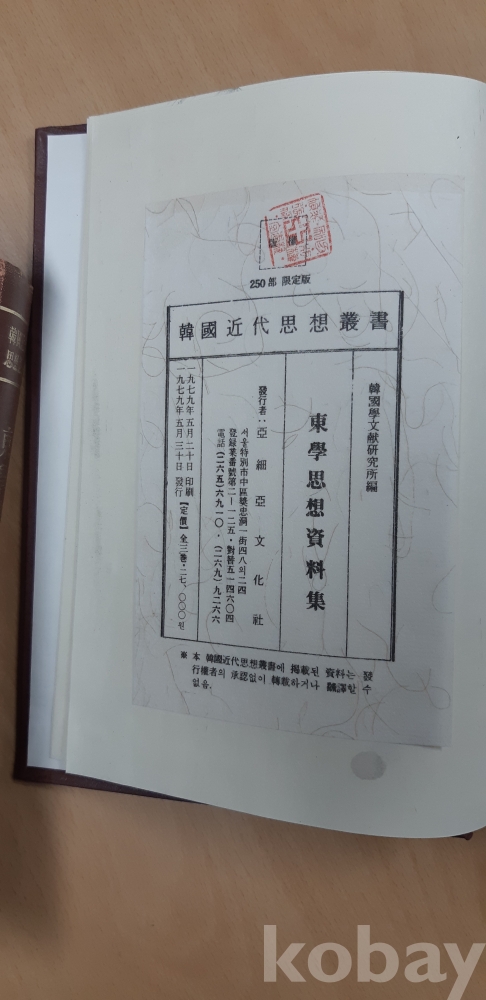 250部 限定版
韓國近代思想叢書
韓國學文献硏究所編
東學思想資料集
發行者: 亞細亞文化社
서울特別市中區奬忠洞一街四八의二四
登錄業番號第二—一二五·對替五一四六〇四
電話 (二六五)六九一〇·(二六九)九二六六
一九七九年五月二十日 印刷
一九七九年五月三十日 發行 【定價】 全三卷·二七,〇〇〇원
※ 本 韓國近代思想叢書에 揭載된 資料는 發
行權者의 承認없이 轉載하거나 飜譯할 수
없음.
kobay